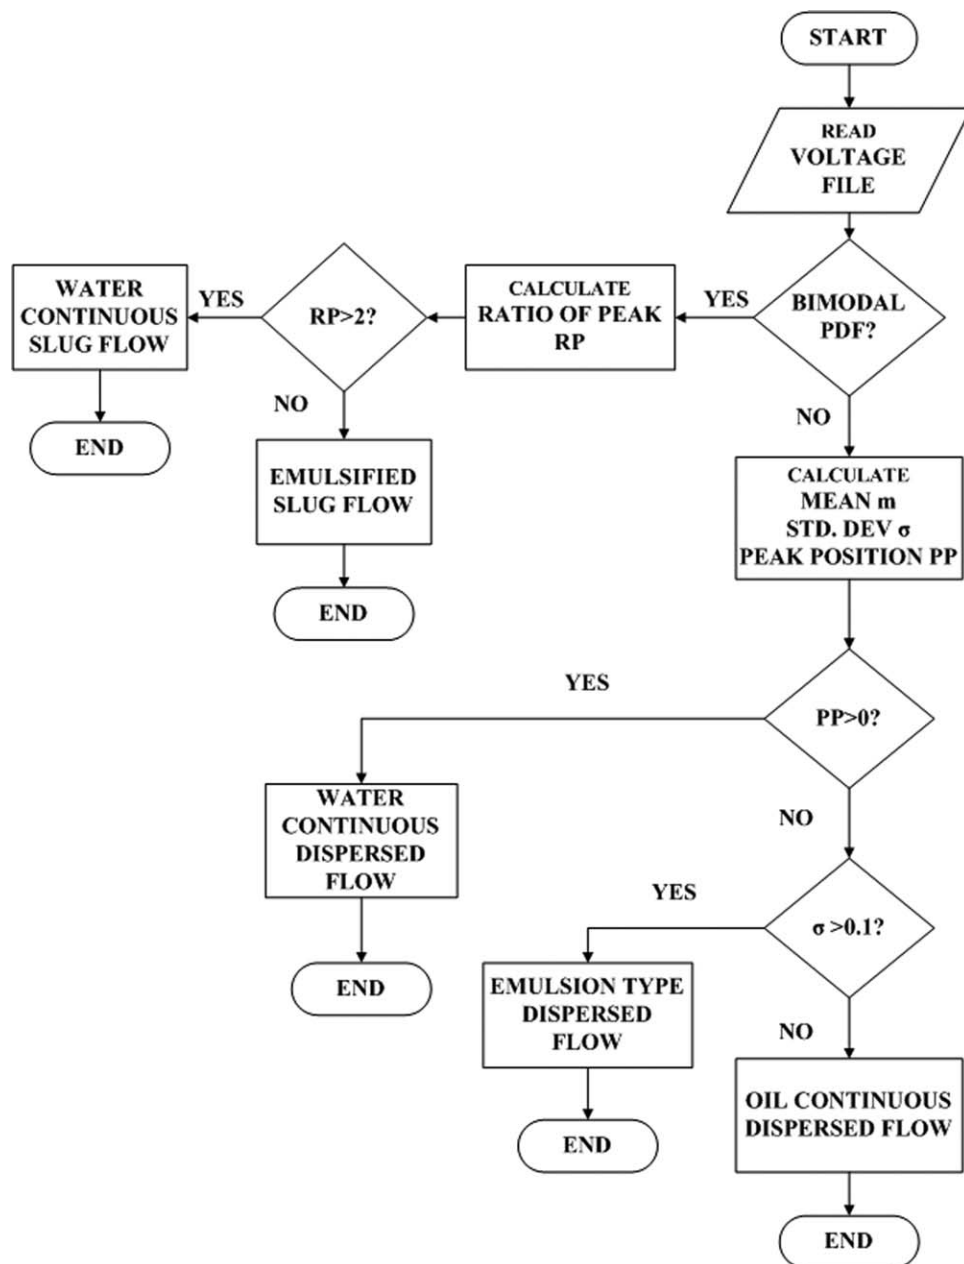 START
READ
VOLTAGE
FILE
BIMODAL
PDF?
YES
CALCULATE
RATIO OF PEAK
RP
RP>2?
YES
WATER
CONTINUOUS
SLUG FLOW
END
NO
EMULSIFIED
SLUG FLOW
END
NO
CALCULATE
MEAN m
STD. DEV σ
PEAK POSITION PP
PP>0?
YES
WATER
CONTINUOUS
DISPERSED
FLOW
END
NO
σ >0.1?
YES
EMULSION TYPE
DISPERSED
FLOW
END
NO
OIL CONTINUOUS
DISPERSED FLOW
END